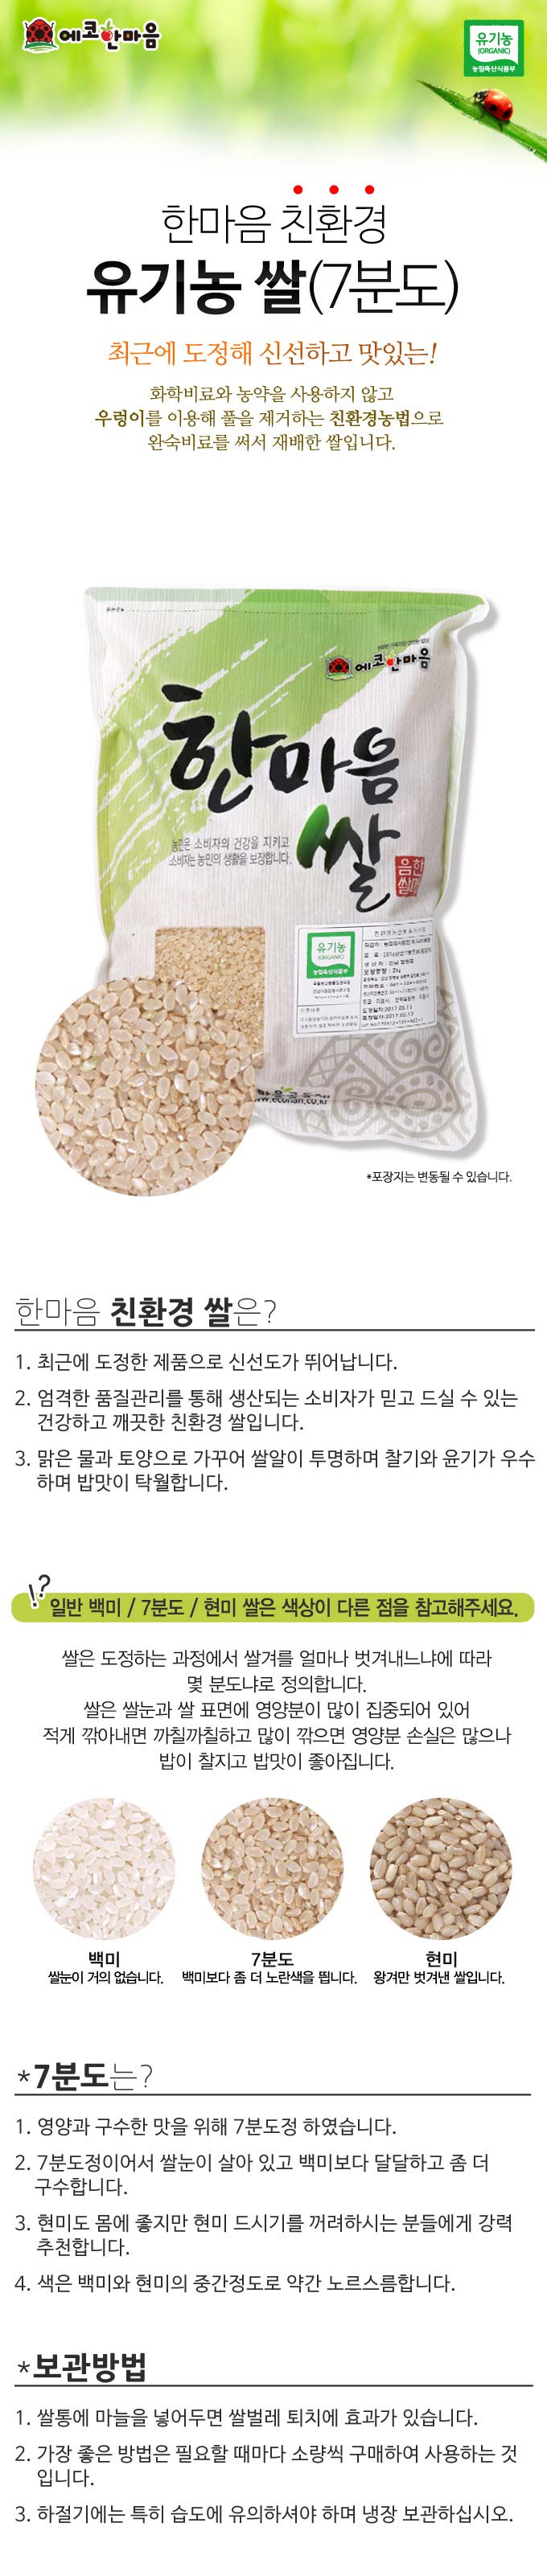 에코한마음
유기농
(ORGANIC)
농림축산식품부
한마음 친환경
유기농 쌀(7분도)
최근에 도정해 신선하고 맛있는!
화학비료와 농약을 사용하지 않고
우렁이를 이용해 풀을 제거하는 친환경농법으로
완숙비료를 써서 재배한 쌀입니다.
에코한마음
한마음
쌀
농민은 소비자의 건강을 지키고
소비자는 농민의 생활을 보장합니다.
유기농
(ORGANIC)
농림축산식품부
*포장지는 변동될 수 있습니다.
한마음 친환경 쌀은?
1. 최근에 도정한 제품으로 신선도가 뛰어납니다.
2. 엄격한 품질관리를 통해 생산되는 소비자가 믿고 드실 수 있는
건강하고 깨끗한 친환경 쌀입니다.
3. 맑은 물과 토양으로 가꾸어 쌀알이 투명하며 찰기와 윤기가 우수
하며 밥맛이 탁월합니다.
!? 일반 백미 / 7분도 / 현미 쌀은 색상이 다른 점을 참고해주세요.
쌀은 도정하는 과정에서 쌀겨를 얼마나 벗겨내느냐에 따라
몇 분도냐로 정의합니다.
쌀은 쌀눈과 쌀 표면에 영양분이 많이 집중되어 있어
적게 깎아내면 까칠까칠하고 많이 깎으면 영양분 손실은 많으나
밥이 찰지고 밥맛이 좋아집니다.
백미 7분도 현미
쌀눈이 거의 없습니다. 백미보다 좀 더 노란색을 띕니다. 왕겨만 벗겨낸 쌀입니다.
*7분도는?
1. 영양과 구수한 맛을 위해 7분도정 하였습니다.
2. 7분도정이어서 쌀눈이 살아 있고 백미보다 달달하고 좀 더
구수합니다.
3. 현미도 몸에 좋지만 현미 드시기를 꺼려하시는 분들에게 강력
추천합니다.
4. 색은 백미와 현미의 중간정도로 약간 노르스름합니다.
*보관방법
1. 쌀통에 마늘을 넣어두면 쌀벌레 퇴치에 효과가 있습니다.
2. 가장 좋은 방법은 필요할 때마다 소량씩 구매하여 사용하는 것
입니다.
3. 하절기에는 특히 습도에 유의하셔야 하며 냉장 보관하십시오.